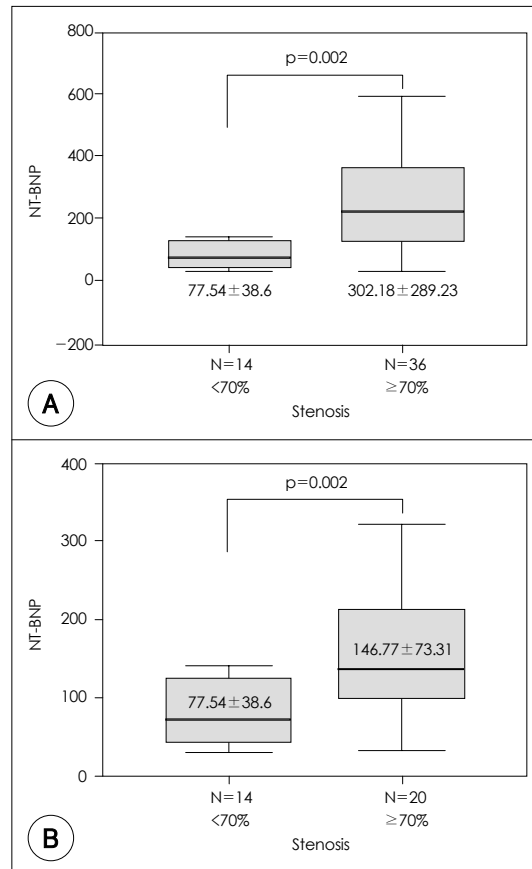 800
p=0.002
600
400
NT-BNP
200
0
77.54±38.6 302.18±289.23
−200
N=14 N=36
<70% ≥70%
Stenosis
A
400
p=0.002
300
NT-BNP
200
146.77±73.31
77.54±38.6
100
0
N=14 N=20
<70% ≥70%
Stenosis
B